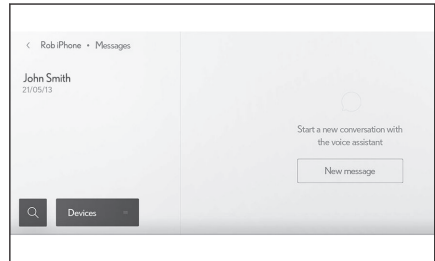 Rob iPhone • Messages
John Smith
21/05/13
Start a new conversation with
the voice assistant
New message
Devices